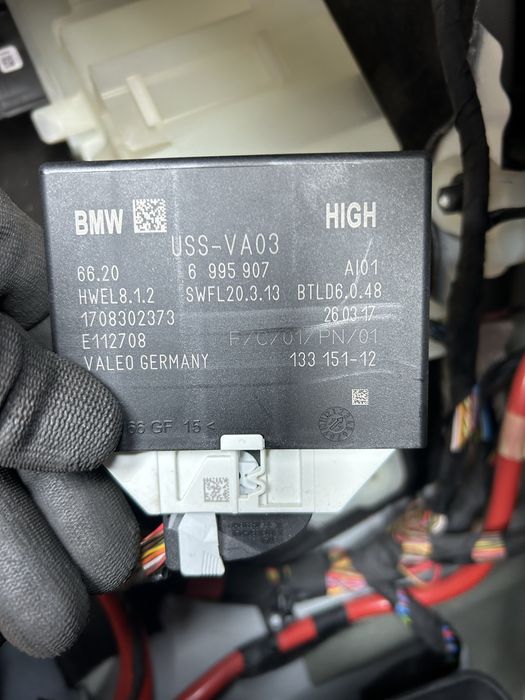 BMW HIGH
USS-VA03
66.20 6 995 907 AI01
HWEL8.1.2 SWFL20.3.13 BTLD6.0.48
1708302373 26.03.17
E112708 F/C/01/PN/01
VALEO GERMANY 133 151-12
66 GF 15<